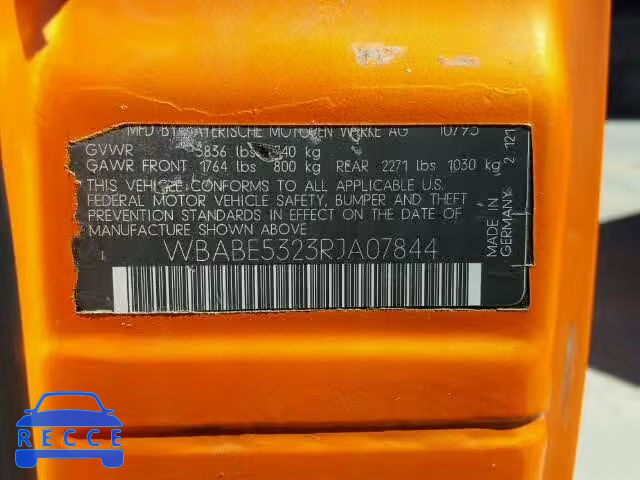 MFD BY BAYERISCHE MOTOREN WERKE AG 10/93
GVWR 3836 lbs 1740 kg
GAWR FRONT 1764 lbs 800 kg REAR 2271 lbs 1030 kg
THIS VEHICLE CONFORMS TO ALL APPLICABLE U.S.
FEDERAL MOTOR VEHICLE SAFETY, BUMPER AND THEFT
PREVENTION STANDARDS IN EFFECT ON THE DATE OF
MANUFACTURE SHOWN ABOVE
WBABE5323RJA07844
MADE IN
GERMANY
2 121
RECCE